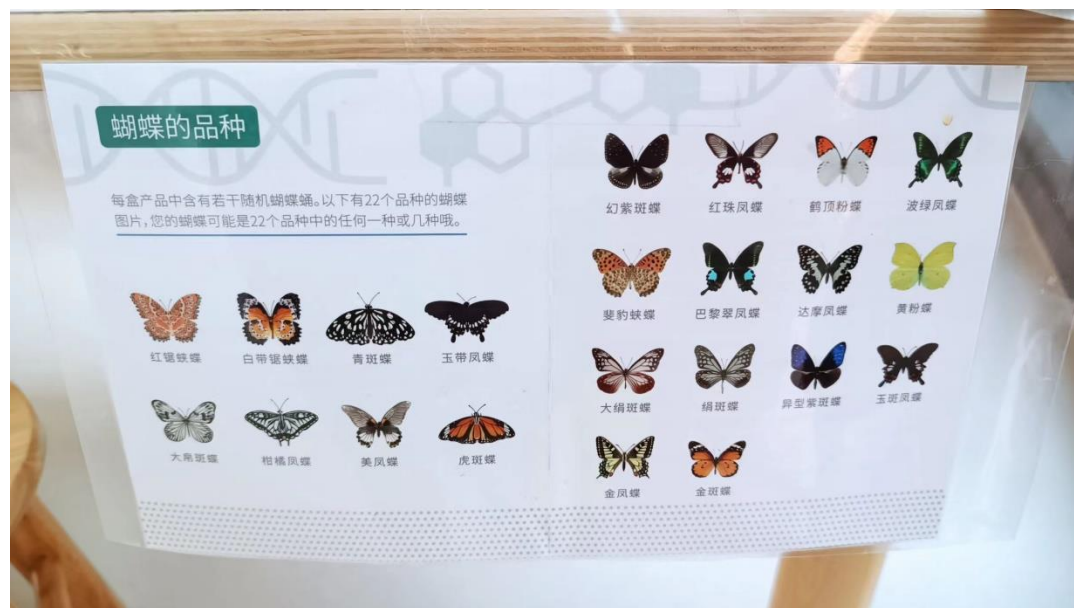 蝴蝶的品种
每盒产品中含有若干随机蝴蝶蛹。以下有22个品种的蝴蝶
图片,您的蝴蝶可能是22个品种中的任何一种或几种哦。
红锯蛱蝶 白带锯蛱蝶 青斑蝶 玉带凤蝶
大帛斑蝶 柑橘凤蝶 美凤蝶 虎斑蝶
幻紫斑蝶 红珠凤蝶 鹤顶粉蝶 波绿凤蝶
斐豹蛱蝶 巴黎翠凤蝶 达摩凤蝶 黄粉蝶
大绢斑蝶 绢斑蝶 异型紫斑蝶 玉斑凤蝶
金凤蝶 金斑蝶